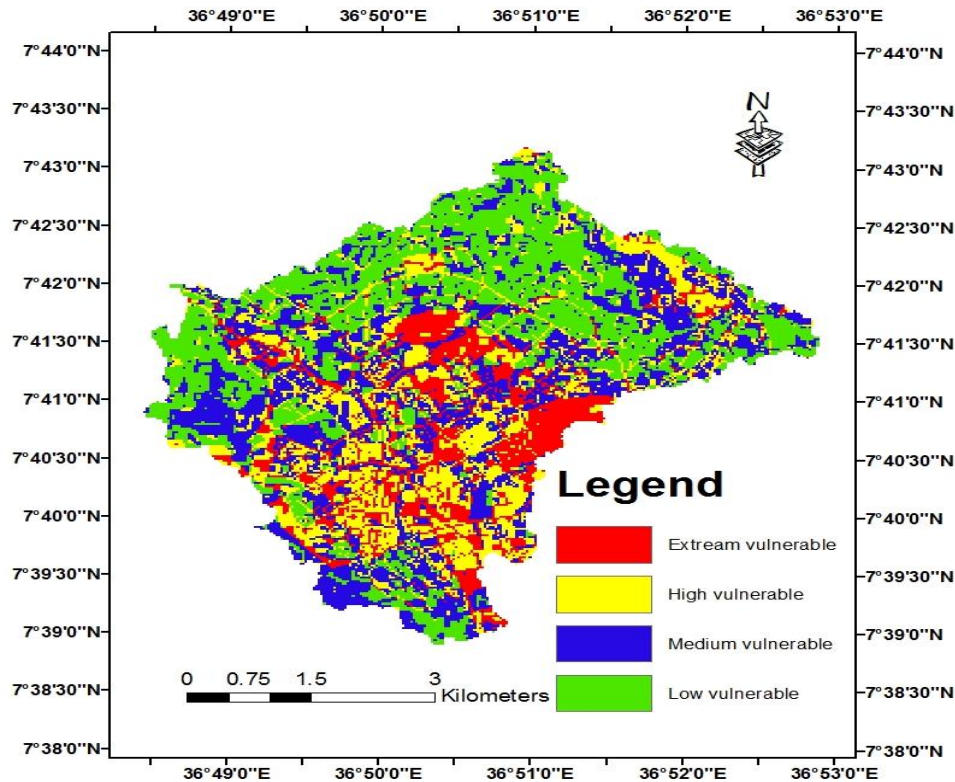 36°49'0"E 36°50'0"E 36°51'0"E 36°52'0"E 36°53'0"E
7°44'0"N 7°44'0"N
7°43'30"N 7°43'30"N
N
7°43'0"N 7°43'0"N
7°42'30"N 7°42'30"N
7°42'0"N 7°42'0"N
7°41'30"N 7°41'30"N
7°41'0"N 7°41'0"N
7°40'30"N 7°40'30"N
Legend
7°40'0"N 7°40'0"N
Extream vulnerable
7°39'30"N 7°39'30"N
High vulnerable
7°39'0"N 7°39'0"N
Medium vulnerable
0 0.75 1.5 3
Kilometers
7°38'30"N 7°38'30"N
Low vulnerable
7°38'0"N 7°38'0"N
36°49'0"E 36°50'0"E 36°51'0"E 36°52'0"E 36°53'0"E